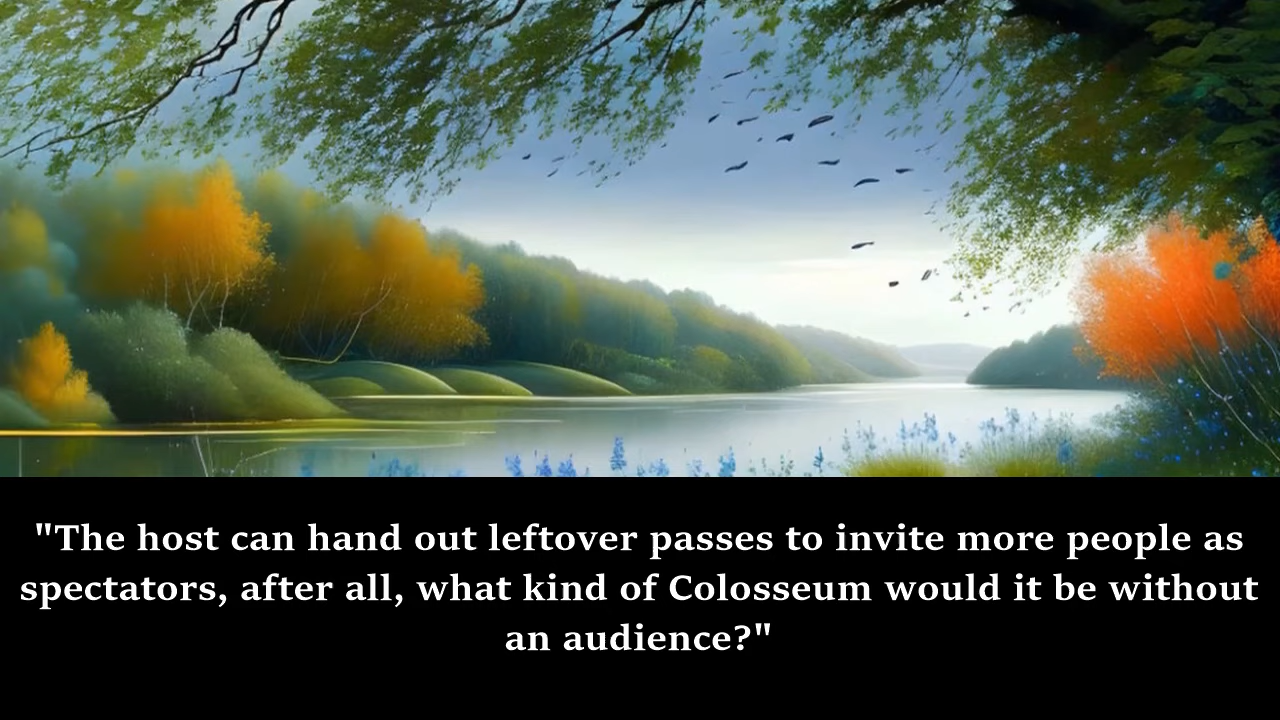 "The host can hand out leftover passes to invite more people as
spectators, after all, what kind of Colosseum would it be without
an audience?"